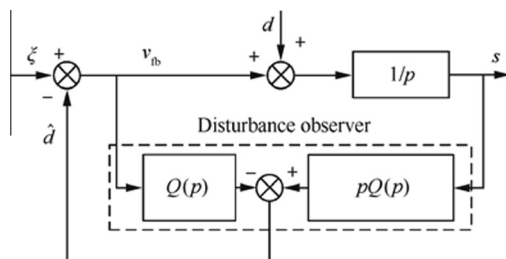 d
ξ + v_fb + + 1/p s
−
d̂
Disturbance observer
Q(p) − + pQ(p)